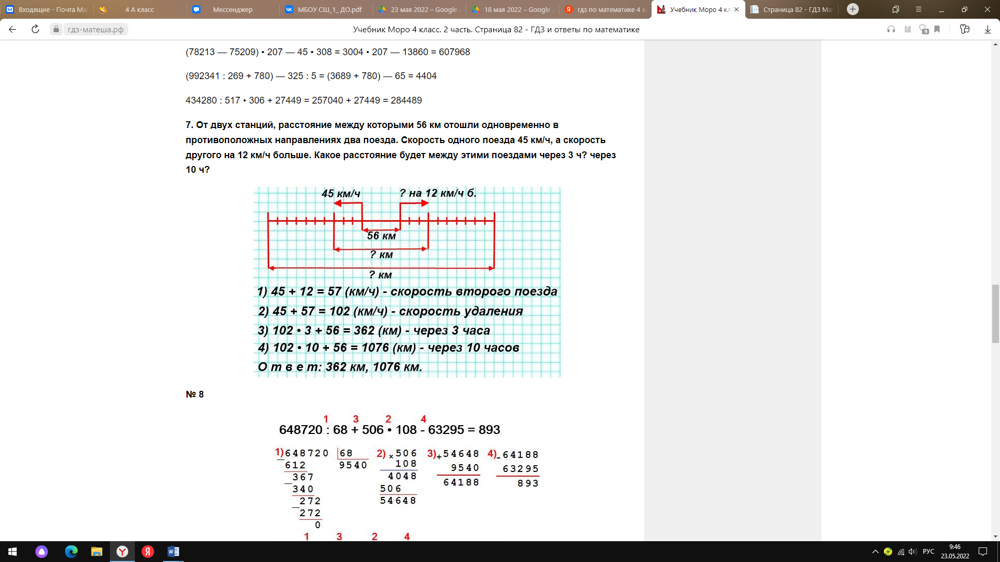 Входящие - Почта Ma
4 А класс
Мессенджер
МБОУ СШ_1_ ДО.pdf
23 мая 2022 – Google
18 мая 2022 – Google
гдз по математике 4 к
Учебник Моро 4 кл
Страница 82 - ГДЗ Ma
гдз-матеша.рф
Учебник Моро 4 класс. 2 часть. Страница 82 - ГДЗ и ответы по математике
9
(78213 — 75209) • 207 — 45 • 308 = 3004 • 207 — 13860 = 607968
(992341 : 269 + 780) — 325 : 5 = (3689 + 780) — 65 = 4404
434280 : 517 • 306 + 27449 = 257040 + 27449 = 284489
7. От двух станций, расстояние между которыми 56 км отошли одновременно в
противоположных направлениях два поезда. Скорость одного поезда 45 км/ч, а скорость
другого на 12 км/ч больше. Какое расстояние будет между этими поездами через 3 ч? через
10 ч?
45 км/ч ? на 12 км/ч б.
56 км
? км
? км
1) 45 + 12 = 57 (км/ч) - скорость второго поезда
2) 45 + 57 = 102 (км/ч) - скорость удаления
3) 102 • 3 + 56 = 362 (км) - через 3 часа
4) 102 • 10 + 56 = 1076 (км) - через 10 часов
О т в е т: 362 км, 1076 км.
№ 8
1 3 2 4
648720 : 68 + 506 • 108 - 63295 = 893
1) 648720 68 2) × 506 3) + 54648 4) - 64188
612 9540 108 9540 63295
367 4048 64188 893
340 506
272 54648
272
0
1 3 2 4
РУС
9:46
23.05.2022